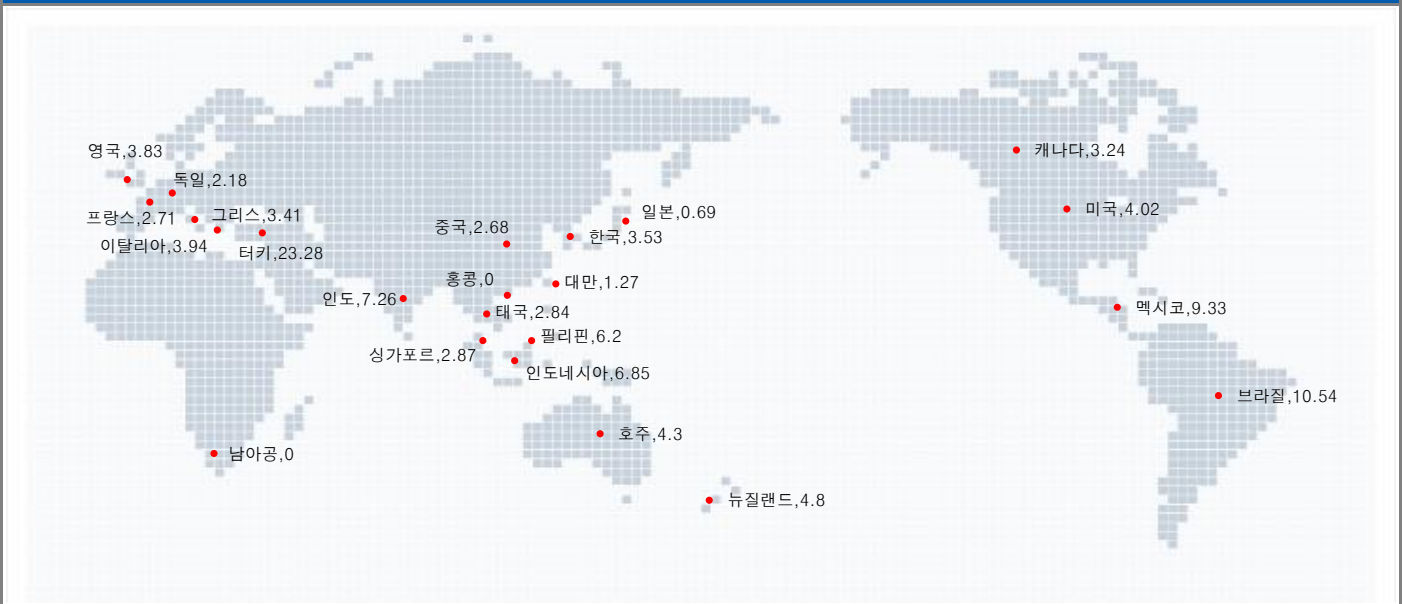 영국,3.83
캐나다,3.24
독일,2.18
미국,4.02
일본,0.69
그리스,3.41
프랑스,2.71
중국,2.68
한국,3.53
이탈리아,3.94
터키,23.28
홍콩,0
대만,1.27
인도,7.26
멕시코,9.33
태국,2.84
필리핀,6.2
싱가포르,2.87
인도네시아,6.85
브라질,10.54
호주,4.3
남아공,0
뉴질랜드,4.8